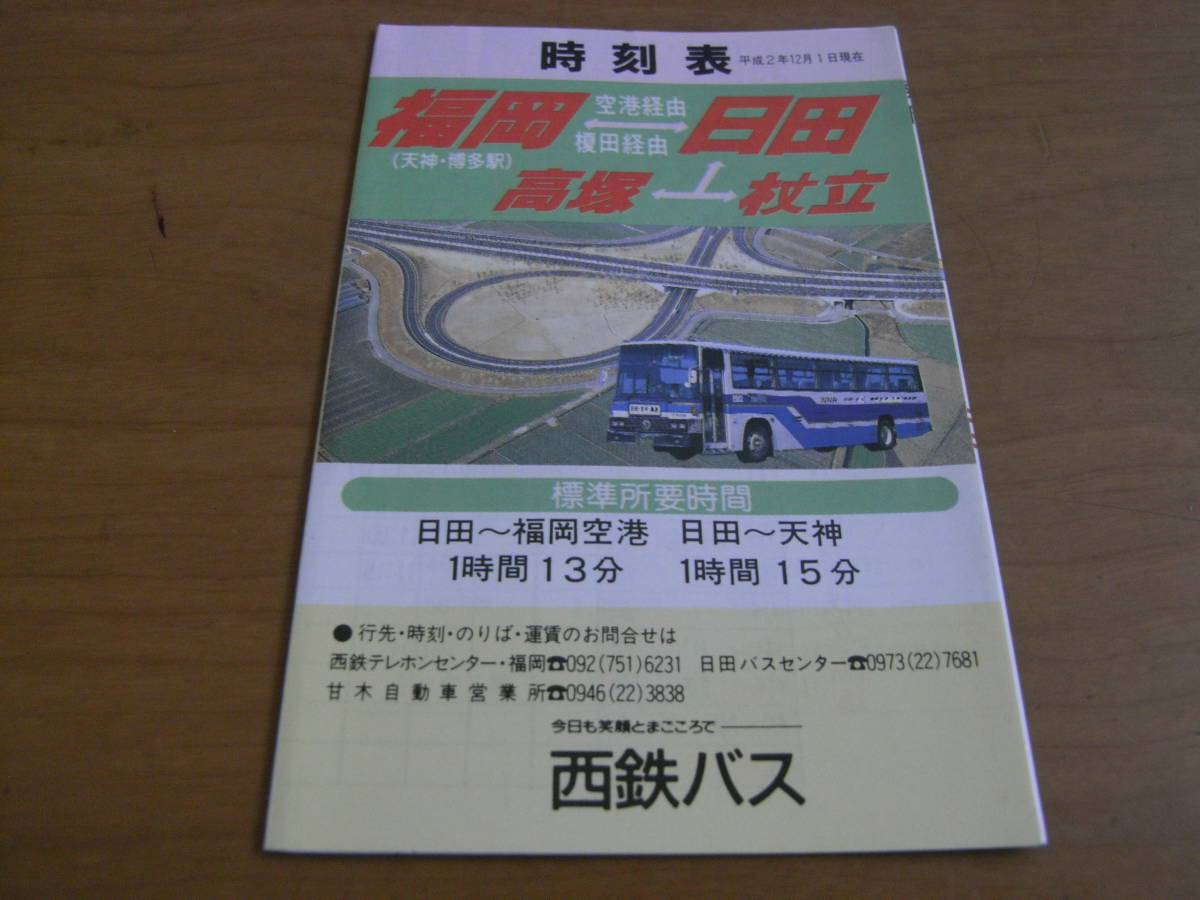 時刻表 平成2年12月1日現在
福岡 空港経由 日田
榎田経由
(天神・博多駅)
高塚 杖立
NNR
標準所要時間
日田～福岡空港 日田～天神
1時間13分 1時間15分
●行先・時刻・のりば・運賃のお問合せは
西鉄テレホンセンター・福岡☎092(751)6231 日田バスセンター☎0973(22)7681
甘木自動車営業所☎0946(22)3838
今日も笑顔とまごころで
西鉄バス